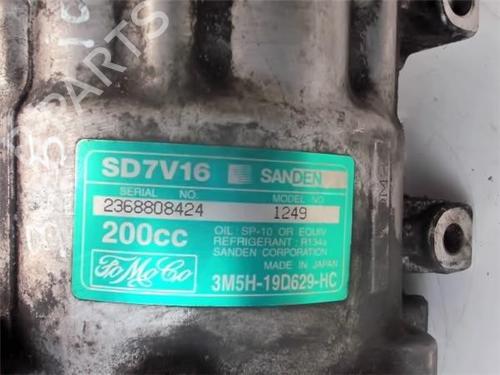 SD7V16 SANDEN
SERIAL NO. MODEL NO.
2368808424 1249
200cc
OIL: SP-10 OR EQUIV
REFRIGERANT: R134a
SANDEN CORPORATION
MADE IN JAPAN
FoMoCo
3M5H-19D629-HC
PARTS